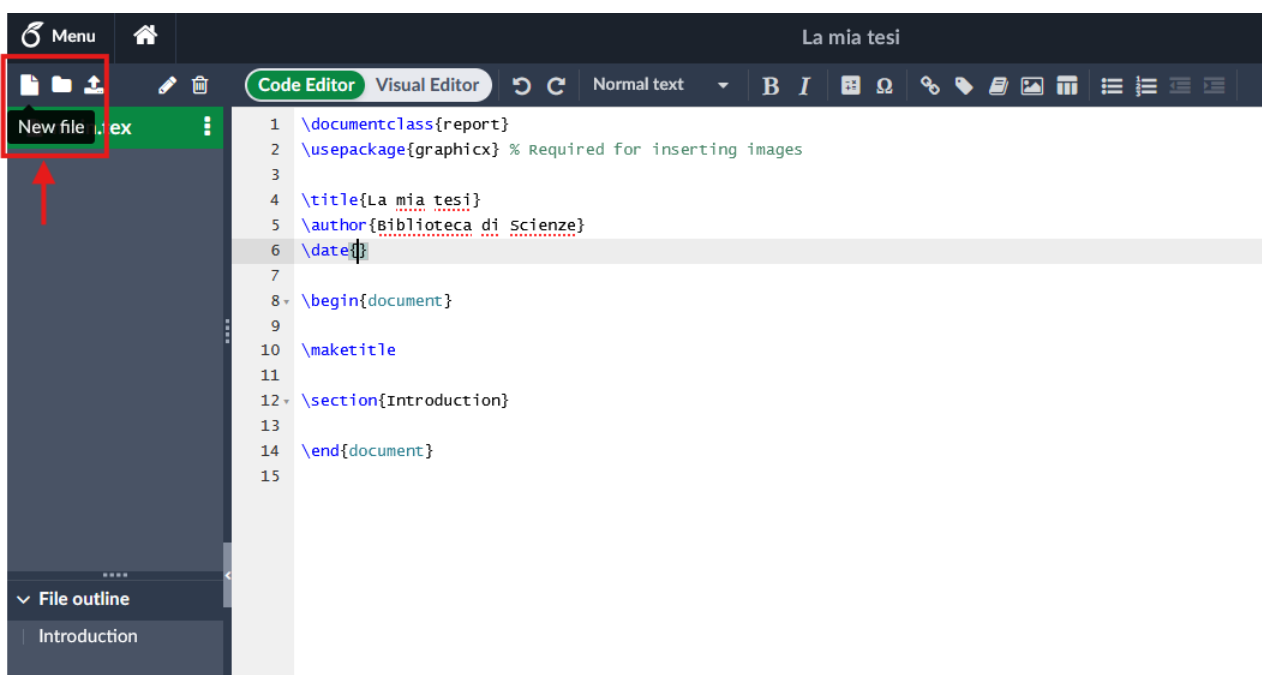 Menu
La mia tesi
Code Editor Visual Editor Normal text B I Ω
New file .tex
1 \documentclass{report}
2 \usepackage{graphicx} % Required for inserting images
3
4 \title{La mia tesi}
5 \author{Biblioteca di Scienze}
6 \date{}
7
8 \begin{document}
9
10 \maketitle
11
12 \section{Introduction}
13
14 \end{document}
15
File outline
Introduction